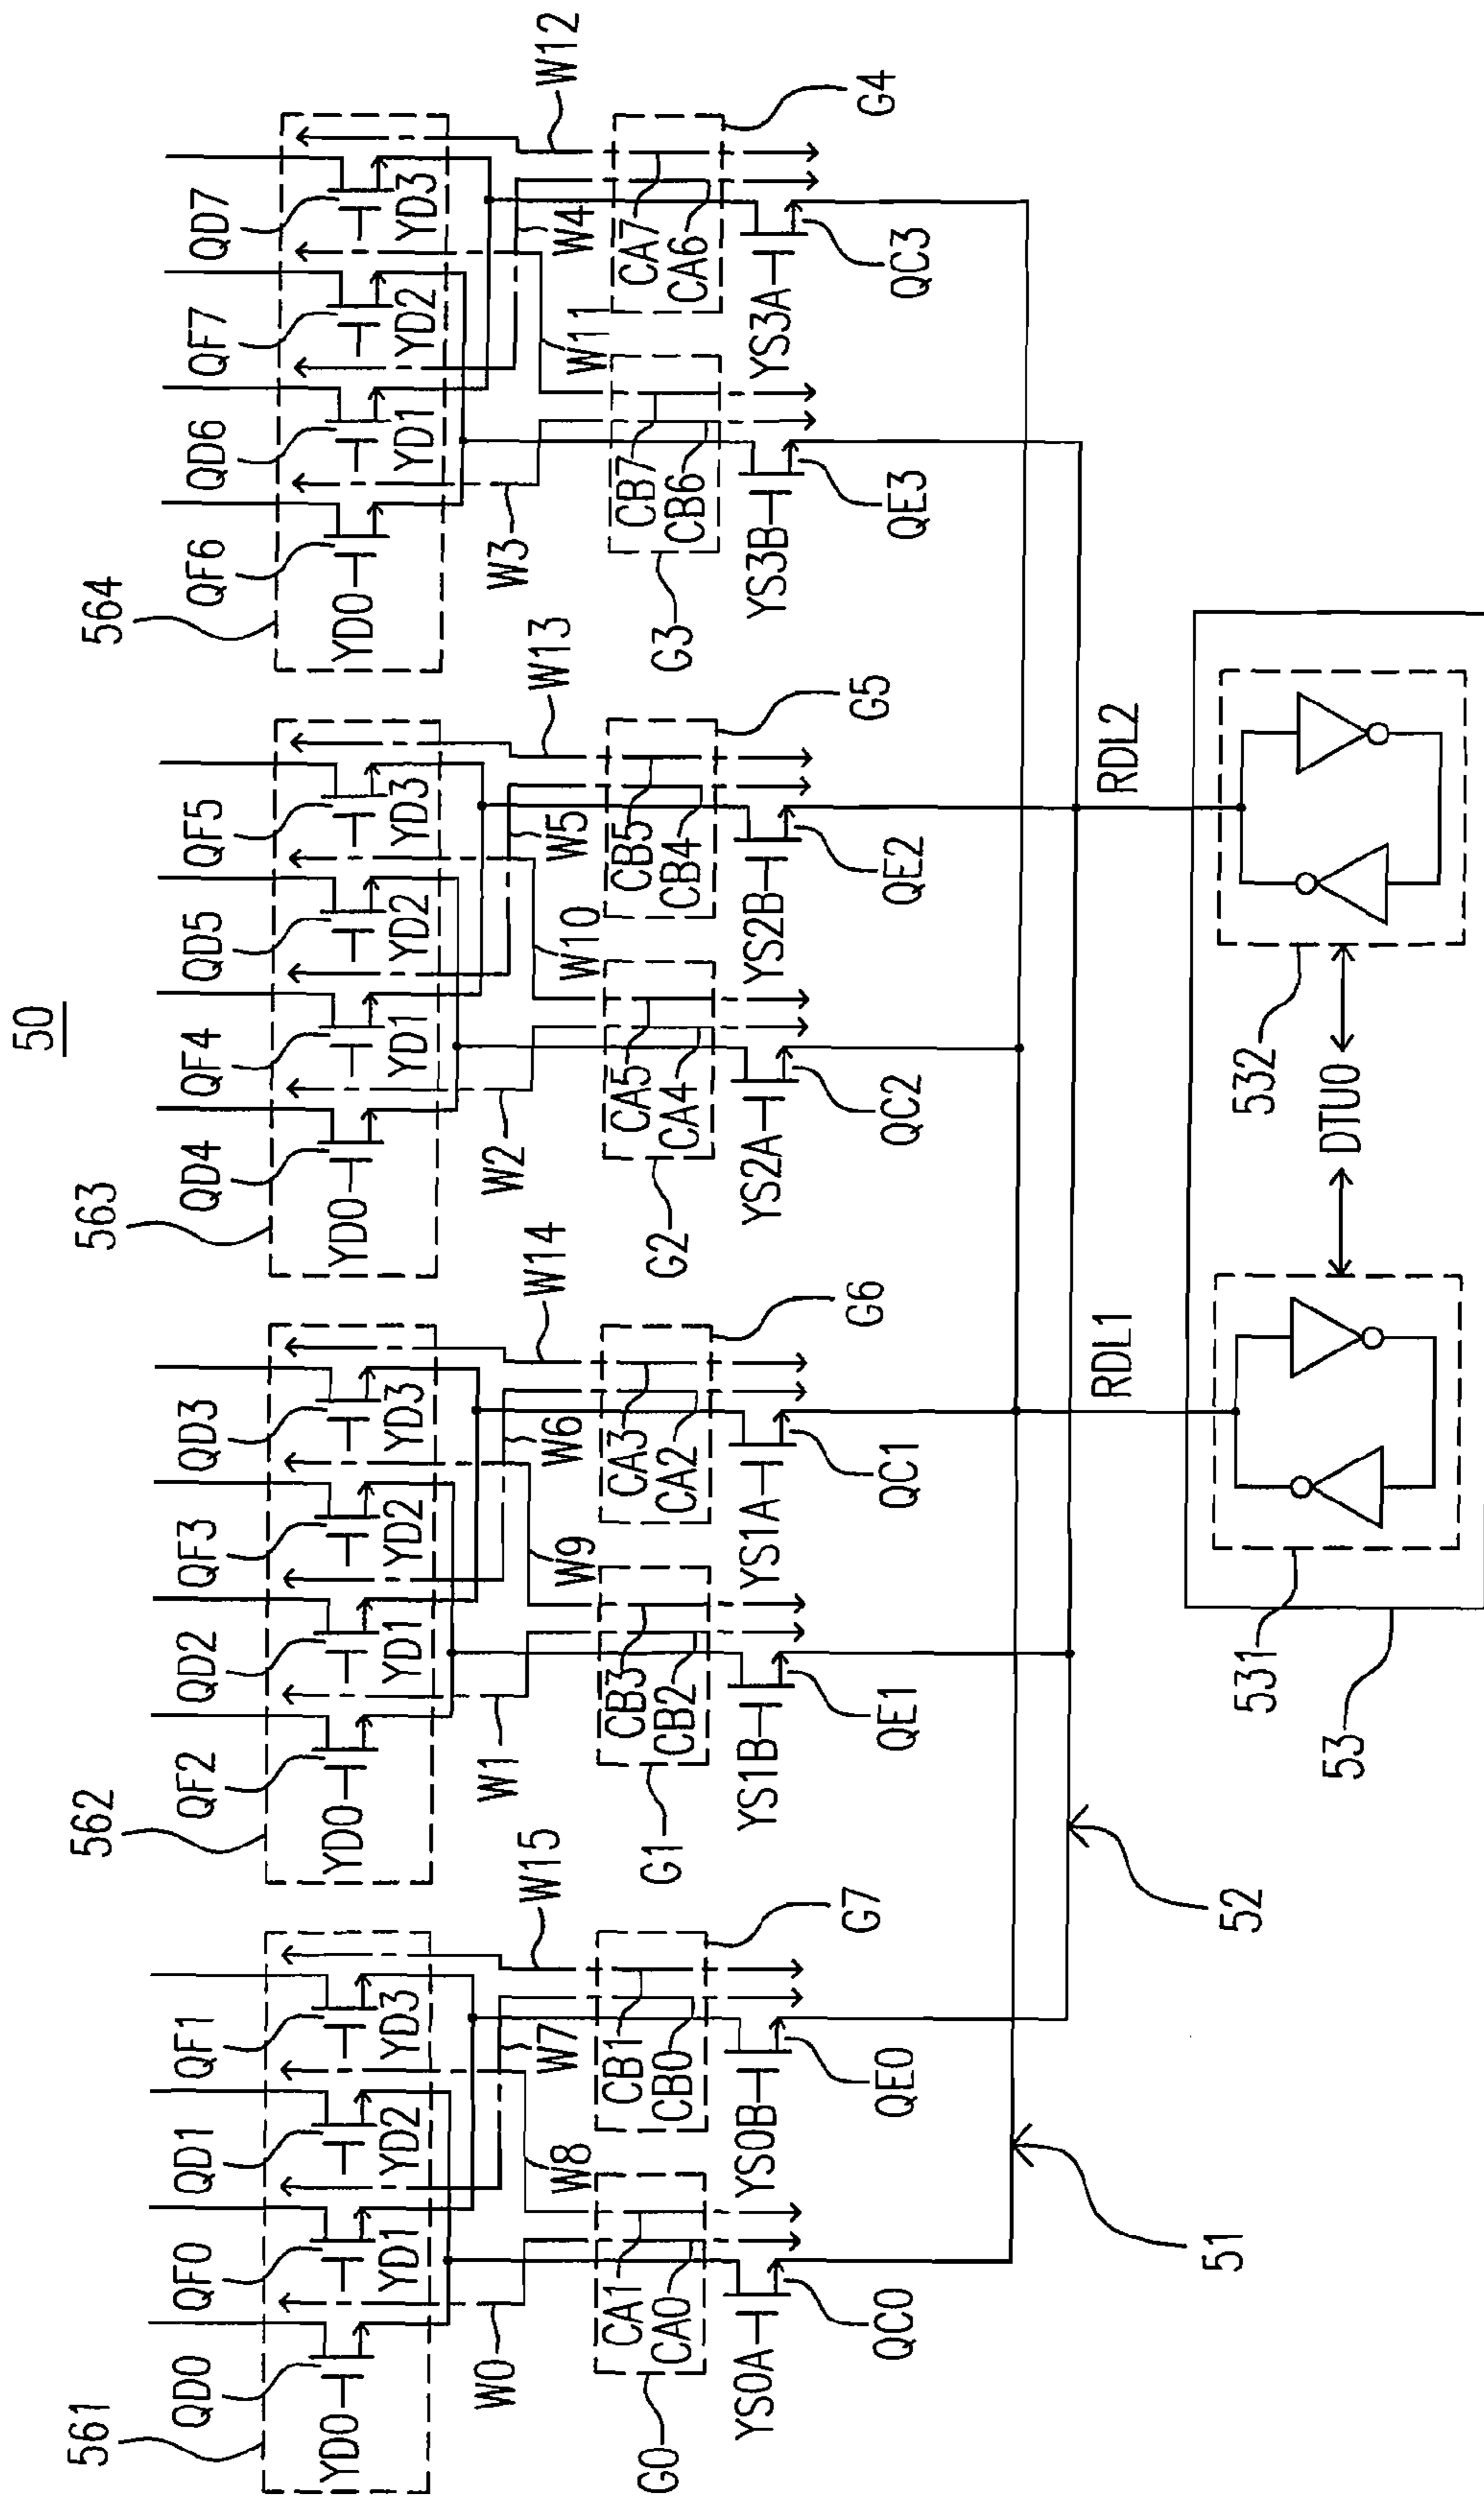 50
561
562
563
564
QD0
QF0
QD1
QF1
QF2
QD2
QF3
QD3
QD4
QF4
QD5
QF5
QF6
QD6
QF7
QD7
YD0
YD1
YD2
YD3
YD0
YD1
YD2
YD3
YD0
YD1
YD2
YD3
YD0
YD1
YD2
YD3
W0
W15
W1
W14
W2
W13
W3
W12
W8
W7
W9
W6
W10
W5
W11
W4
CA1
CA0
CB1
CB0
CB3
CB2
CA3
CA2
CA5
CA4
CB5
CB4
CB7
CB6
CA7
CA6
G0
G7
G1
G6
G2
G5
G3
G4
YS0A
YS0B
YS1B
YS1A
YS2A
YS2B
YS3B
YS3A
QC0
QE0
QE1
QC1
QC2
QE2
QE3
QC3
RDL1
RDL2
51
52
53
531
DTU0
532